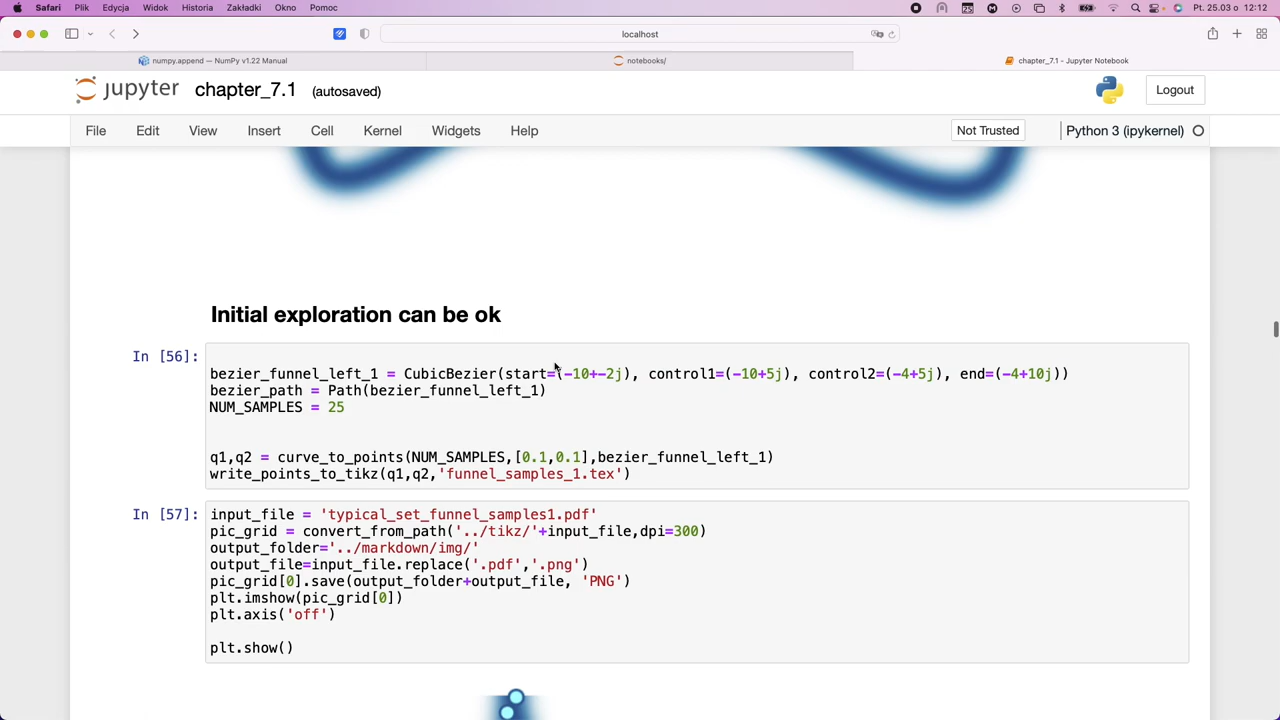 Safari Plik Edycja Widok Historia Zakładki Okno Pomoc Pt. 25.03 o 12:12
localhost
numpy.append — NumPy v1.22 Manual notebooks/ chapter_7.1 - Jupyter Notebook
jupyter chapter_7.1 (autosaved) Logout
File Edit View Insert Cell Kernel Widgets Help Not Trusted Python 3 (ipykernel)
Initial exploration can be ok
In [56]:
bezier_funnel_left_1 = CubicBezier(start=(-10+-2j), control1=(-10+5j), control2=(-4+5j), end=(-4+10j))
bezier_path = Path(bezier_funnel_left_1)
NUM_SAMPLES = 25
q1,q2 = curve_to_points(NUM_SAMPLES,[0.1,0.1],bezier_funnel_left_1)
write_points_to_tikz(q1,q2,'funnel_samples_1.tex')
In [57]: input_file = 'typical_set_funnel_samples1.pdf'
pic_grid = convert_from_path('../tikz/'+input_file,dpi=300)
output_folder='../markdown/img/'
output_file=input_file.replace('.pdf','.png')
pic_grid[0].save(output_folder+output_file, 'PNG')
plt.imshow(pic_grid[0])
plt.axis('off')
plt.show()